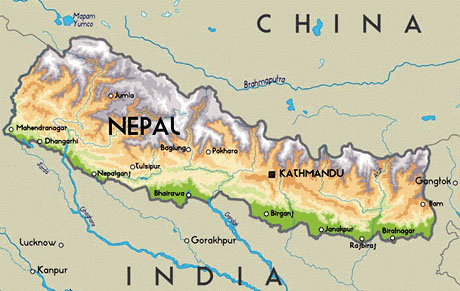 CHINA
Mapam
Yumco
Brahmaputra
Jumla
NEPAL
Mahendranagar
Dhangarhi
Baglung
Pokhara
Tulsipur
Nepalganj
KATHMANDU
Bhairawa
Gangtok
Ilam
Birganj
Janakpur
Rajbiraj
Biratnagar
Lucknow
Gorakhpur
Kanpur
INDIA